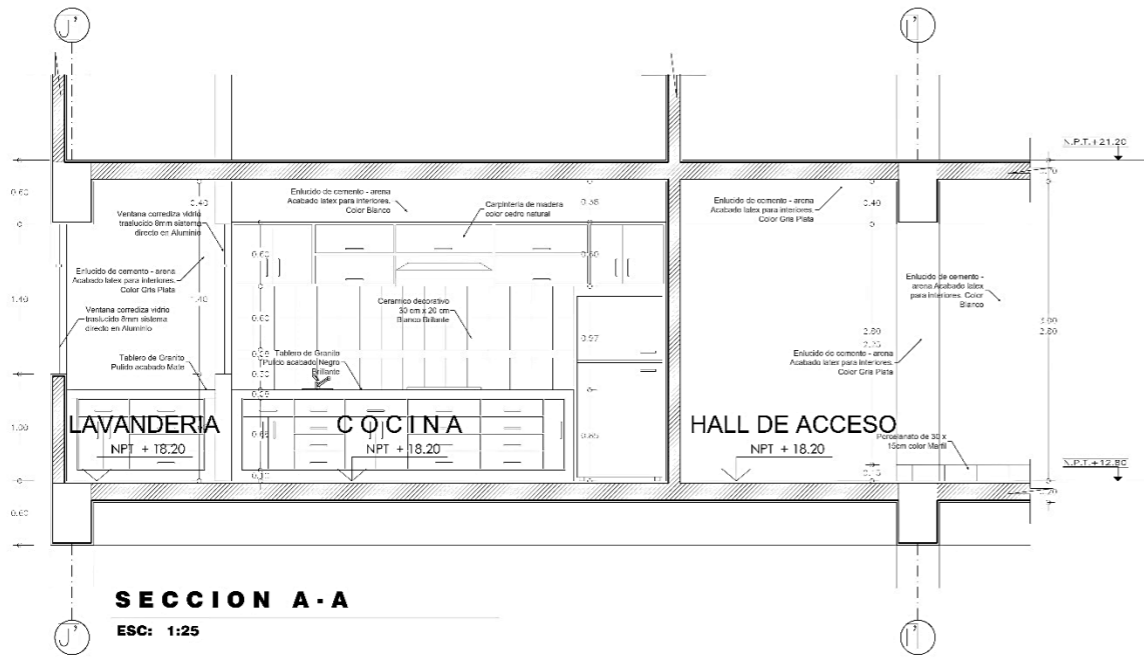 J' I'
N.P.T.+21.20
0.60
0.40
Enlucido de cemento - arena
Acabado latex para interiores.
Color Blanco
Carpinteria de madera
color cedro natural
0.38
Enlucido de cemento - arena
Acabado latex para interiores.
Color Gris Plata
0.40
Ventana corrediza vidrio
traslucido 8mm sistema
directo en Aluminio
0.60
0.60
Enlucido de cemento - arena
Acabado latex para interiores.
Color Gris Plata
Enlucido de cemento -
arena Acabado latex
para interiores. Color
Blanco
1.40
1.40
Ventana corrediza vidrio
traslucido 8mm sistema
directo en Aluminio
Ceramico decorativo
30 cm x 20 cm
Blanco Brillante
0.60
0.97
2.80
2.80
Tablero de Granito
Pulido acabado Mate
Tablero de Granito
Pulido acabado Negro
Brillante
Enlucido de cemento - arena
Acabado latex para interiores.
Color Gris Plata
LAVANDERIA
NPT + 18.20
COCINA
NPT + 18.20
HALL DE ACCESO
NPT + 18.20
1.00
Porcelanato de 30 x
15cm color Marfil
N.P.T.+12.80
0.60
SECCION A-A
ESC: 1:25
J' I'